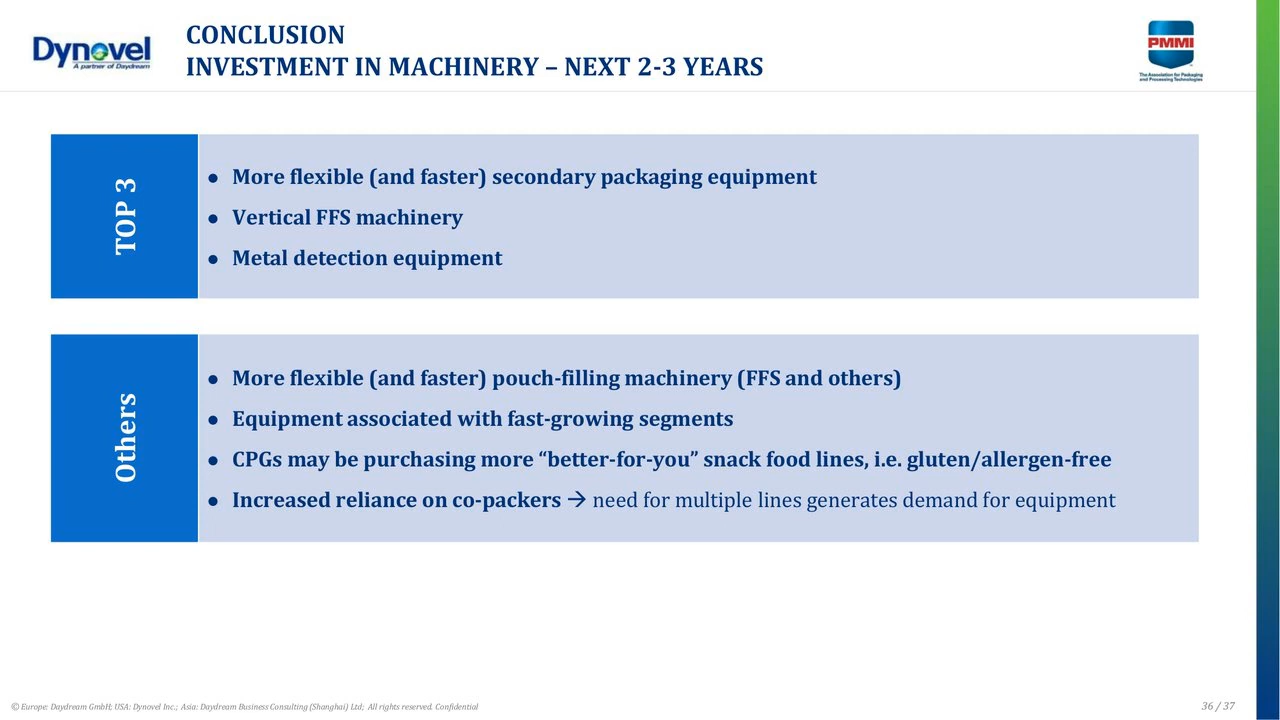 Dynovel
A partner of Daydream
CONCLUSION
INVESTMENT IN MACHINERY – NEXT 2-3 YEARS
PMMI
The Association for Packaging
and Processing Technologies
TOP 3
● More flexible (and faster) secondary packaging equipment
● Vertical FFS machinery
● Metal detection equipment
Others
● More flexible (and faster) pouch-filling machinery (FFS and others)
● Equipment associated with fast-growing segments
● CPGs may be purchasing more “better-for-you” snack food lines, i.e. gluten/allergen-free
● Increased reliance on co-packers → need for multiple lines generates demand for equipment
© Europe: Daydream GmbH; USA: Dynovel Inc.; Asia: Daydream Business Consulting (Shanghai) Ltd; All rights reserved. Confidential
36 / 37